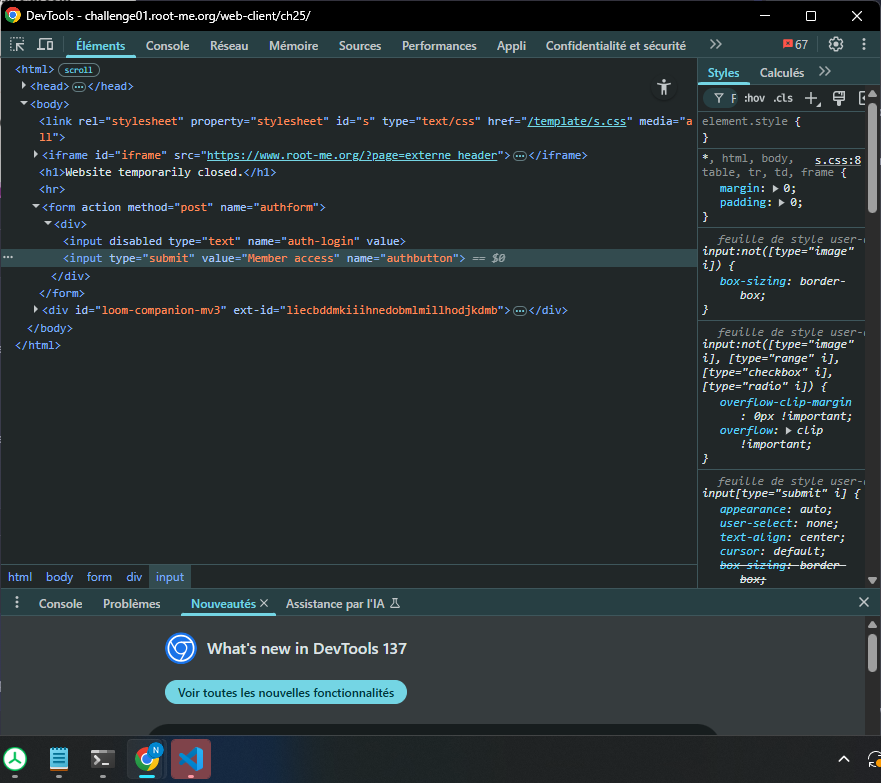 DevTools - challenge01.root-me.org/web-client/ch25/
Éléments Console Réseau Mémoire Sources Performances Appli Confidentialité et sécurité 67
<html> scroll
<head> </head>
<body>
<link rel="stylesheet" property="stylesheet" id="s" type="text/css" href="/template/s.css" media="a
ll">
<iframe id="iframe" src="https://www.root-me.org/?page=externe_header"> </iframe>
<h1>Website temporarily closed.</h1>
<hr>
<form action method="post" name="authform">
<div>
<input disabled type="text" name="auth-login" value>
<input type="submit" value="Member access" name="authbutton"> == $0
</div>
</form>
<div id="loom-companion-mv3" ext-id="liecbddmkiiihnedobmlmillhodjkdmb"> </div>
</body>
</html>
html body form div input
Styles Calculés
F :hov .cls
element.style {
}
*, html, body, s.css:8
table, tr, td, frame {
margin: 0;
padding: 0;
}
feuille de style user-
input:not([type="image"
i]) {
box-sizing: border-
box;
}
feuille de style user-
input:not([type="image"
i], [type="range" i],
[type="checkbox" i],
[type="radio" i]) {
overflow-clip-margin
: 0px !important;
overflow: clip
!important;
}
feuille de style user-
input[type="submit" i] {
appearance: auto;
user-select: none;
text-align: center;
cursor: default;
box-sizing: border-
box;
Console Problèmes Nouveautés Assistance par l'IA
What's new in DevTools 137
Voir toutes les nouvelles fonctionnalités
N